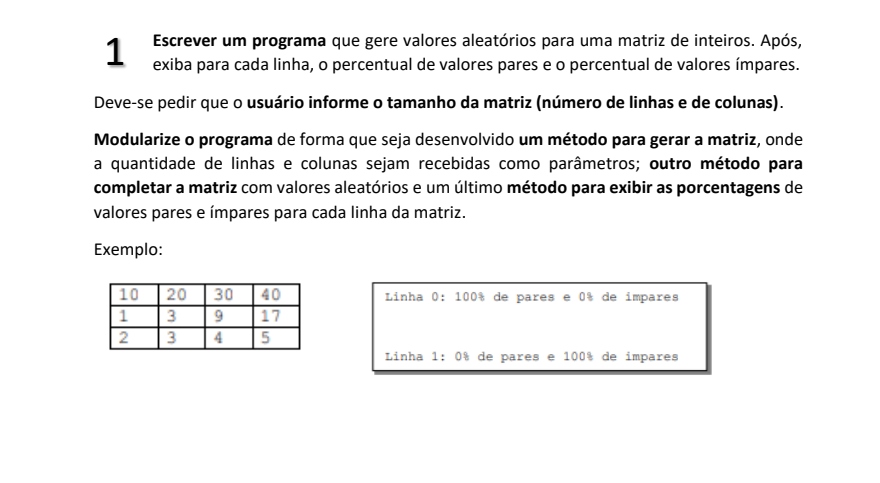 1
Escrever um programa que gere valores aleatórios para uma matriz de inteiros. Após,
exiba para cada linha, o percentual de valores pares e o percentual de valores ímpares.
Deve-se pedir que o usuário informe o tamanho da matriz (número de linhas e de colunas).
Modularize o programa de forma que seja desenvolvido um método para gerar a matriz, onde
a quantidade de linhas e colunas sejam recebidas como parâmetros; outro método para
completar a matriz com valores aleatórios e um último método para exibir as porcentagens de
valores pares e ímpares para cada linha da matriz.
Exemplo:
10 20 30 40
1 3 9 17
2 3 4 5
Linha 0: 100% de pares e 0% de impares
Linha 1: 0% de pares e 100% de impares